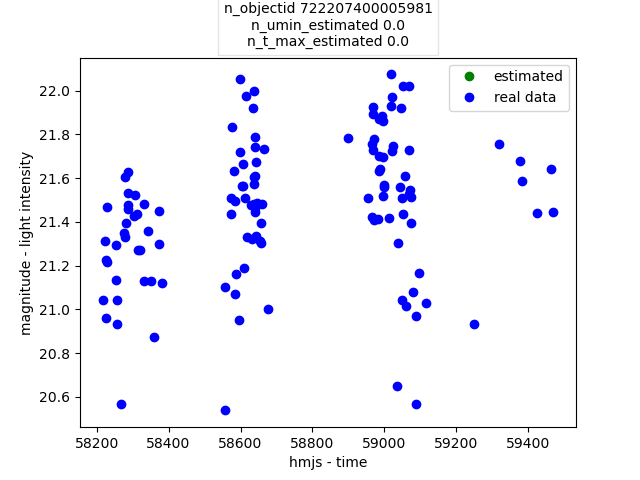 n_objectid 722207400005981
n_umin_estimated 0.0
n_t_max_estimated 0.0
estimated
real data
magnitude - light intensity
22.0
21.8
21.6
21.4
21.2
21.0
20.8
20.6
58200 58400 58600 58800 59000 59200 59400
hmjs - time